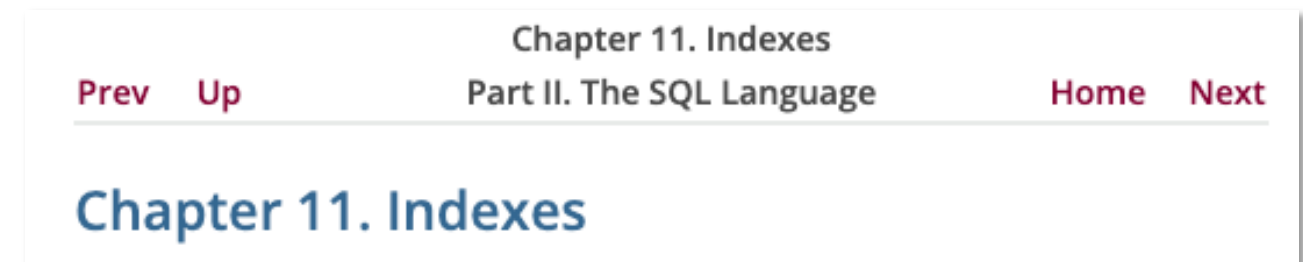 Chapter 11. Indexes
Prev Up Part II. The SQL Language Home Next
Chapter 11. Indexes